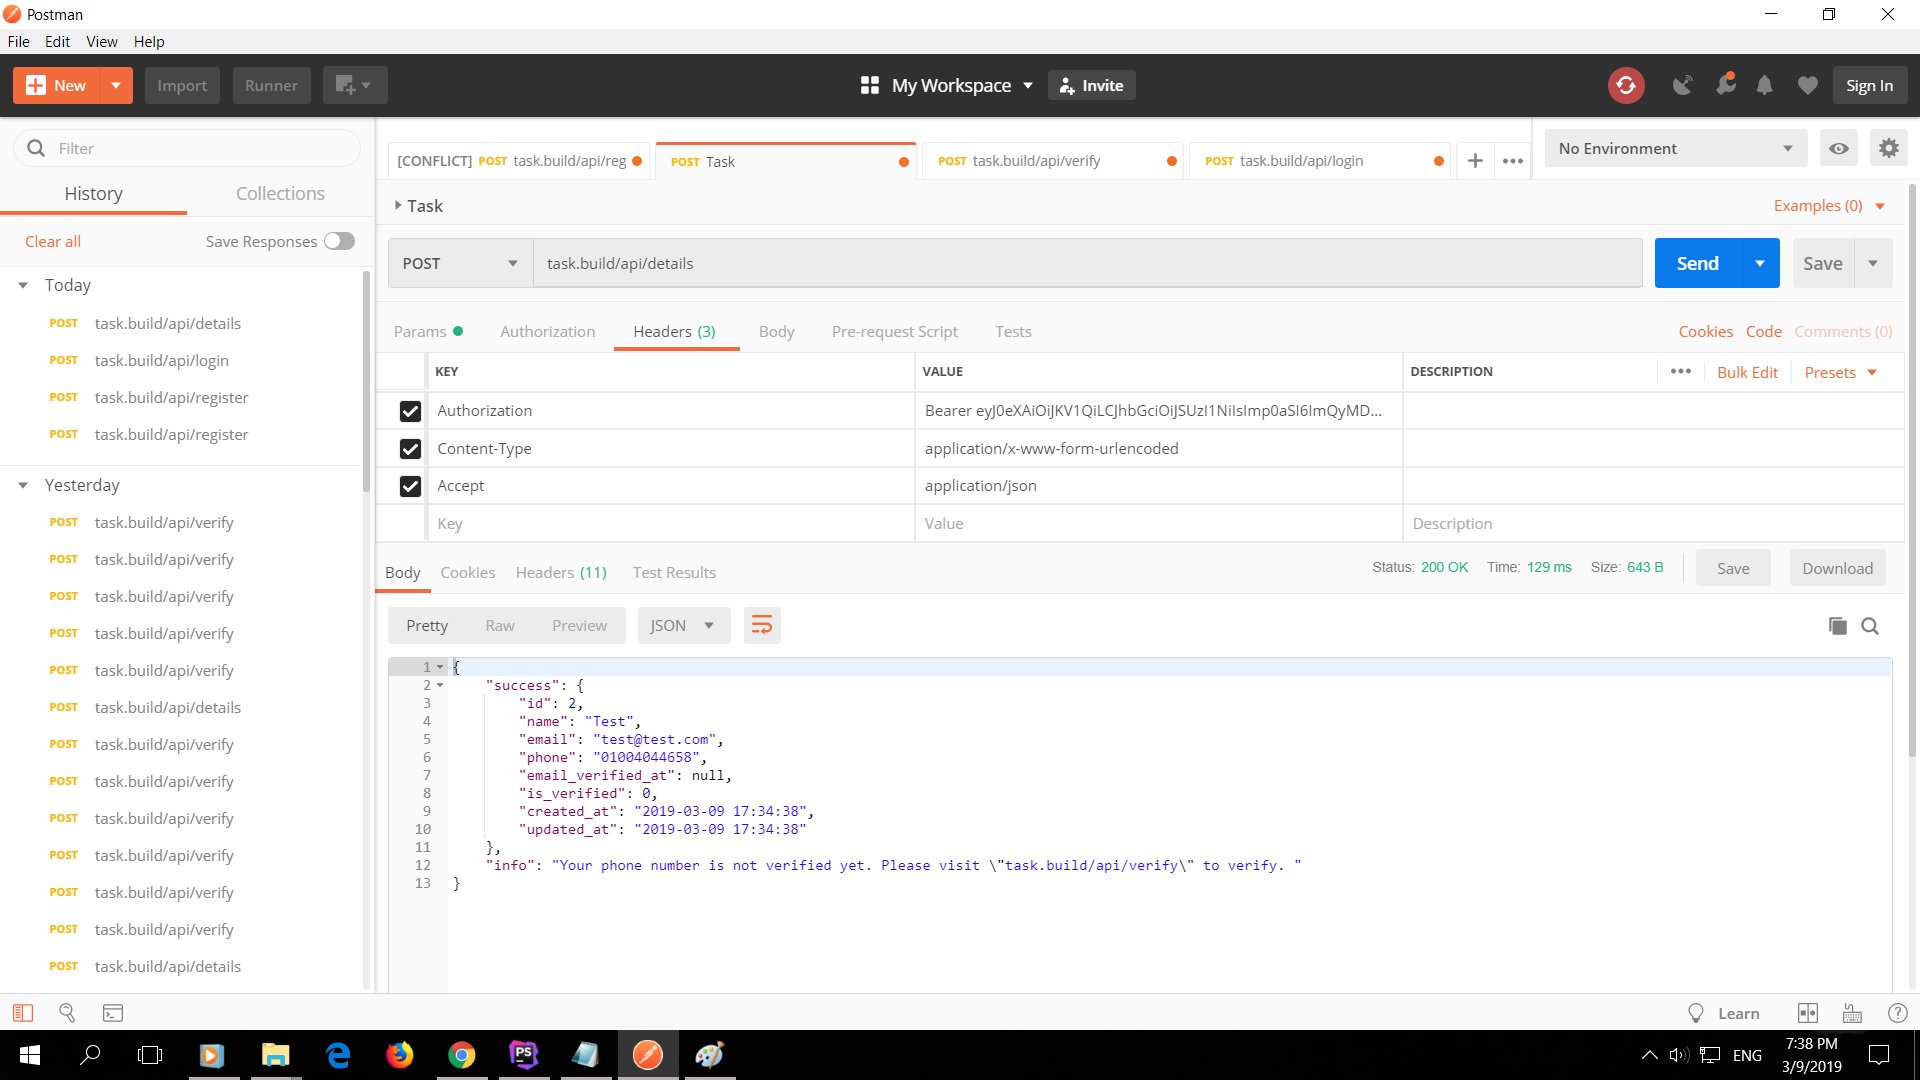 Postman
File Edit View Help
New Import Runner My Workspace Invite Sign In
Filter
History Collections
Clear all Save Responses
Today
POST task.build/api/details
POST task.build/api/login
POST task.build/api/register
POST task.build/api/register
Yesterday
POST task.build/api/verify
POST task.build/api/verify
POST task.build/api/verify
POST task.build/api/verify
POST task.build/api/verify
POST task.build/api/details
POST task.build/api/verify
POST task.build/api/verify
POST task.build/api/verify
POST task.build/api/verify
POST task.build/api/verify
POST task.build/api/verify
POST task.build/api/details
[CONFLICT] POST task.build/api/reg POST Task POST task.build/api/verify POST task.build/api/login + •••
No Environment
Task Examples (0)
POST task.build/api/details Send Save
Params Authorization Headers (3) Body Pre-request Script Tests Cookies Code Comments (0)
KEY VALUE DESCRIPTION ••• Bulk Edit Presets
Authorization Bearer eyJ0eXAiOiJKV1QiLCJhbGciOiJSUzI1NiIsImp0aSI6ImQyMD...
Content-Type application/x-www-form-urlencoded
Accept application/json
Key Value Description
Body Cookies Headers (11) Test Results Status: 200 OK Time: 129 ms Size: 643 B Save Download
Pretty Raw Preview JSON
1 {
2 "success": {
3 "id": 2,
4 "name": "Test",
5 "email": "test@test.com",
6 "phone": "01004044658",
7 "email_verified_at": null,
8 "is_verified": 0,
9 "created_at": "2019-03-09 17:34:38",
10 "updated_at": "2019-03-09 17:34:38"
11 },
12 "info": "Your phone number is not verified yet. Please visit \"task.build/api/verify\" to verify. "
13 }
Learn
PS
ENG
7:38 PM
3/9/2019